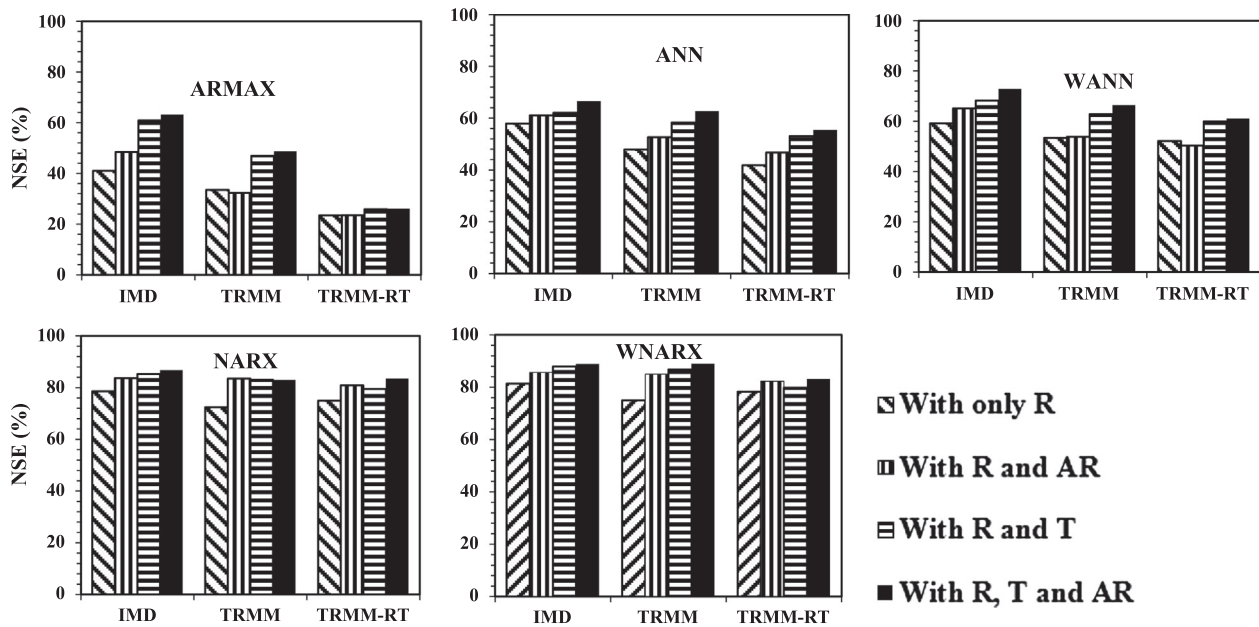 100
80
60
40
20
0
NSE (%)
ARMAX
IMD TRMM TRMM-RT
100
80
60
40
20
0
ANN
IMD TRMM TRMM-RT
100
80
60
40
20
0
WANN
IMD TRMM TRMM-RT
100
80
60
40
20
0
NSE (%)
NARX
IMD TRMM TRMM-RT
100
80
60
40
20
0
WNARX
IMD TRMM TRMM-RT
With only R
With R and AR
With R and T
With R, T and AR